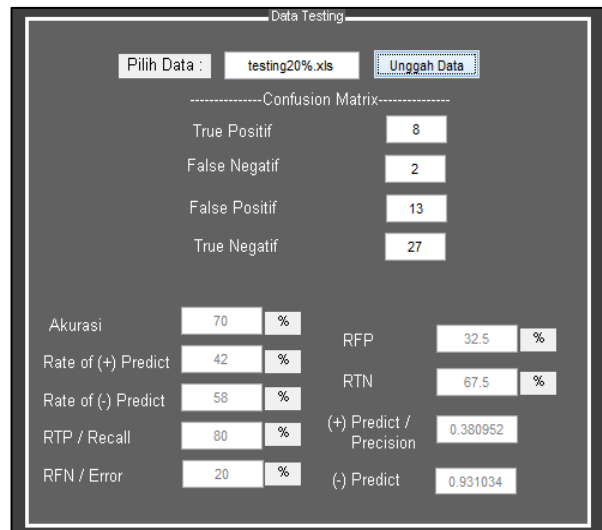 Data Testing
Pilih Data : testing20%.xls Unggah Data
---------------Confusion Matrix---------------
True Positif 8
False Negatif 2
False Positif 13
True Negatif 27
Akurasi 70 %
Rate of (+) Predict 42 %
Rate of (-) Predict 58 %
RTP / Recall 80 %
RFN / Error 20 %
RFP 32.5 %
RTN 67.5 %
(+) Predict /
Precision 0.380952
(-) Predict 0.931034